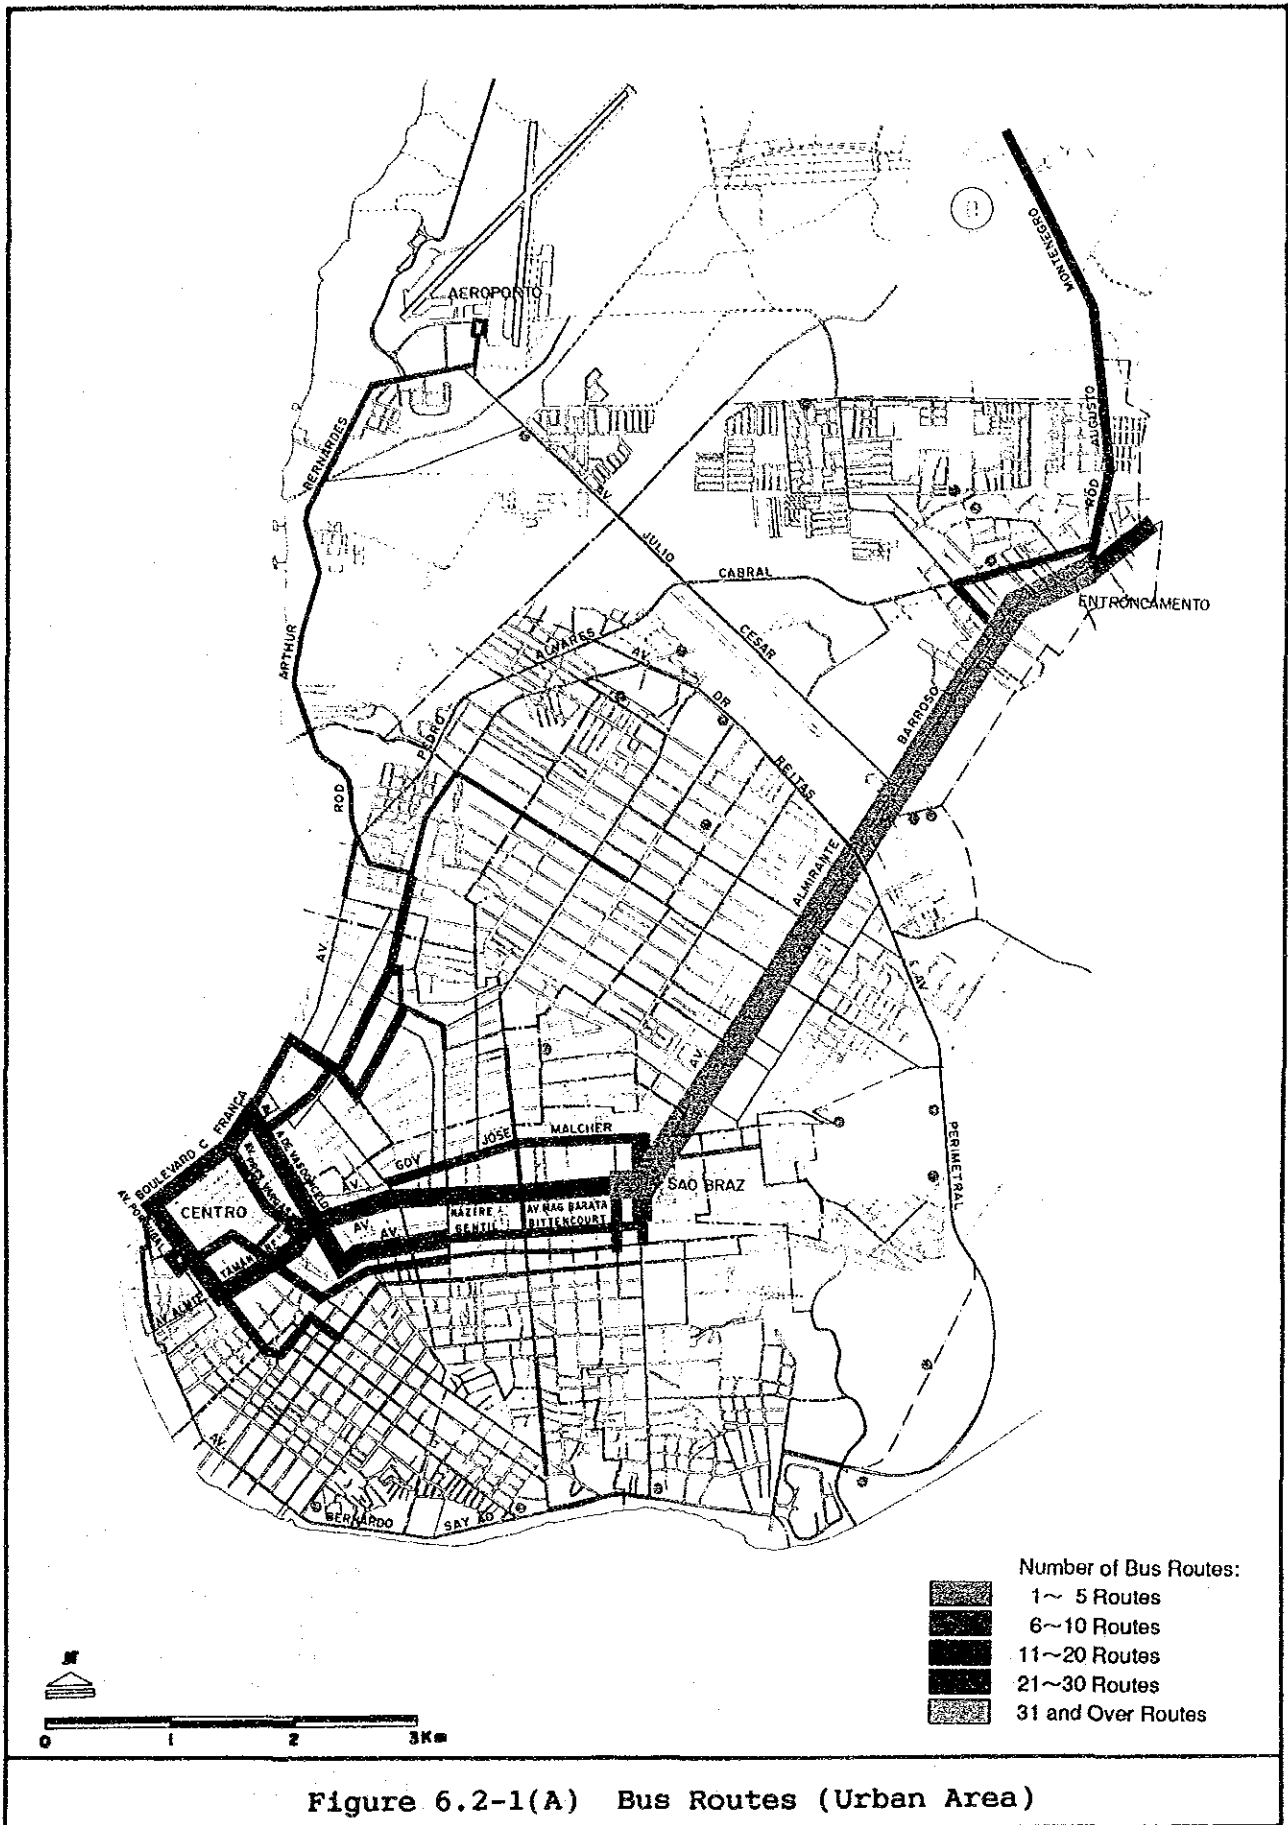 AEROPORTO
MONTENEGRO
AUGUSTO
ROD
BERNARDES
ARTHUR
ROD
AV.
JULIO
CESAR
CABRAL
ALVARES
PEDRO
AV.
DR
REITAS
ENTRONCAMENTO
BARROSO
ALMIRANTE
AV.
AV
PERIMETRAL
AV.
BOULEVARD C FRANCA
AV.
CENTRO
AV.
GOV
JOSE
MALCHER
SAO BRAZ
NAZIRE
GENTIL
AV. MAG BARATA
BITTENCOURT
AV.
AV.
AV. ALMTE
AV.
BERNARDO
SAYAO
Number of Bus Routes:
1~ 5 Routes
6~10 Routes
11~20 Routes
21~30 Routes
31 and Over Routes
N
0 1 2 3Km
Figure 6.2-1(A) Bus Routes (Urban Area)